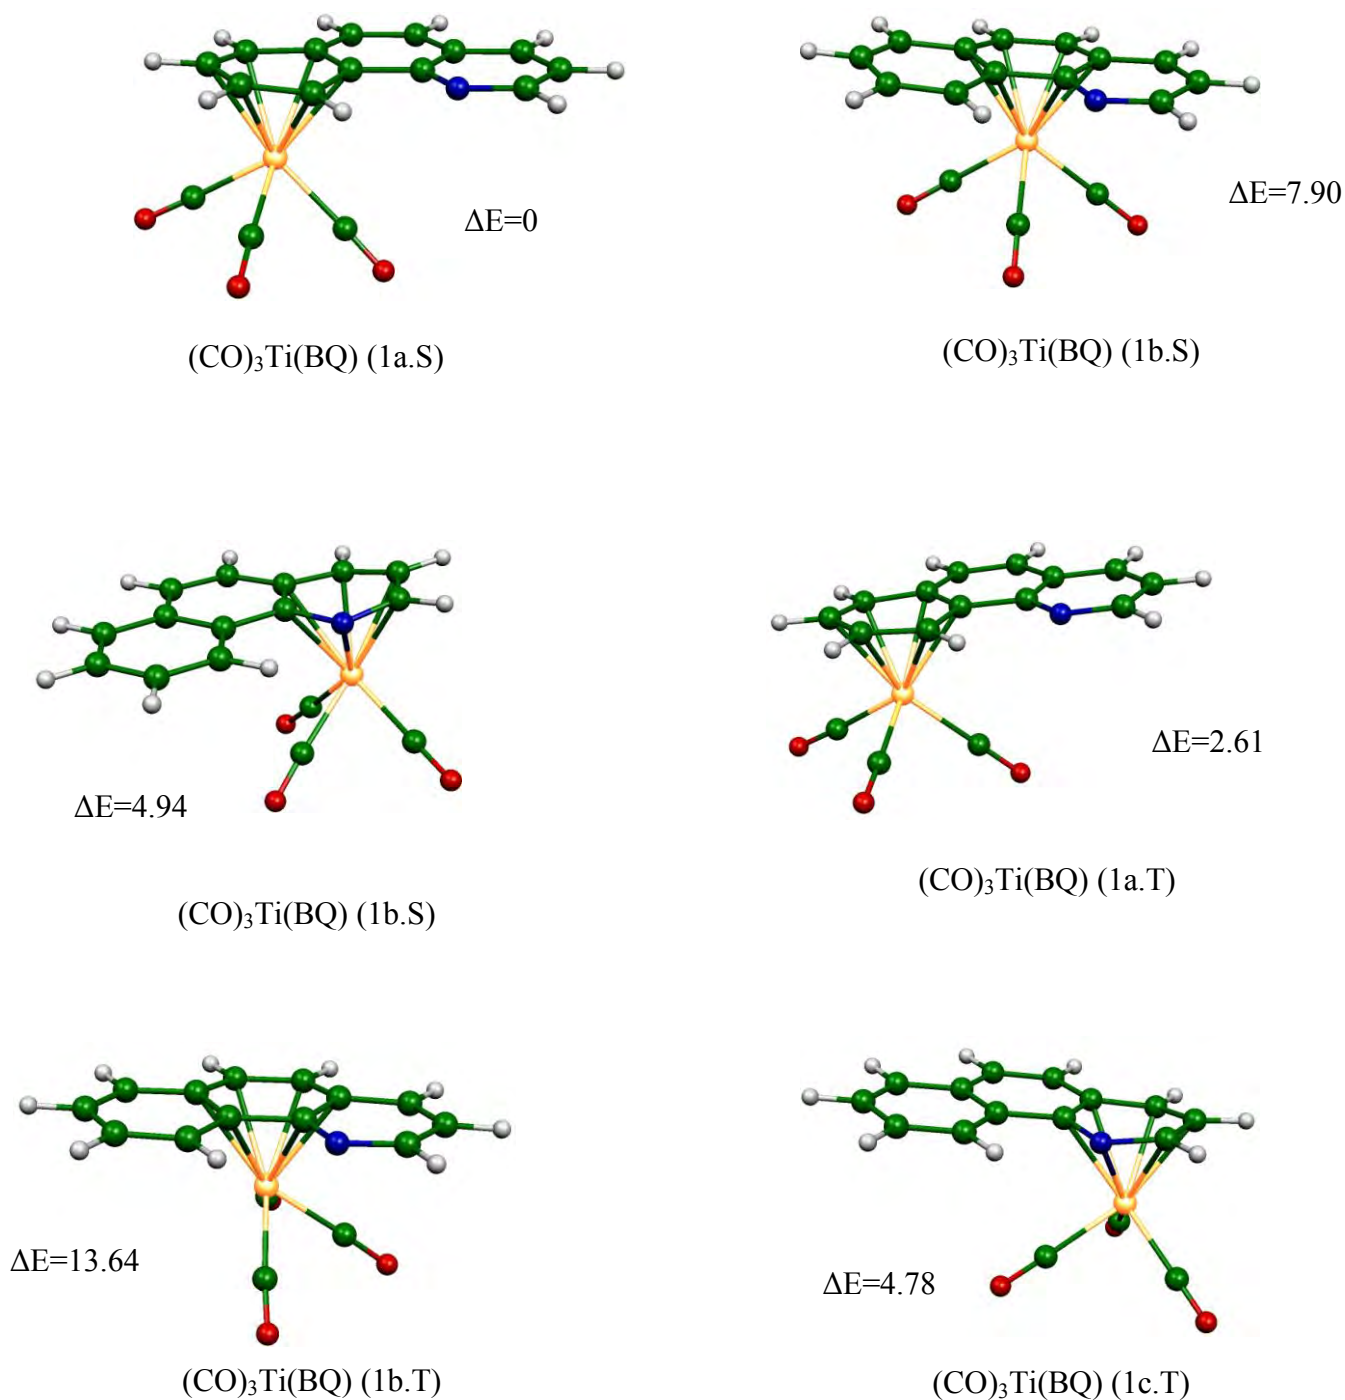 ΔE=0
(CO)₃Ti(BQ) (1a.S)
ΔE=7.90
(CO)₃Ti(BQ) (1b.S)
ΔE=4.94
(CO)₃Ti(BQ) (1b.S)
ΔE=2.61
(CO)₃Ti(BQ) (1a.T)
ΔE=13.64
(CO)₃Ti(BQ) (1b.T)
ΔE=4.78
(CO)₃Ti(BQ) (1c.T)